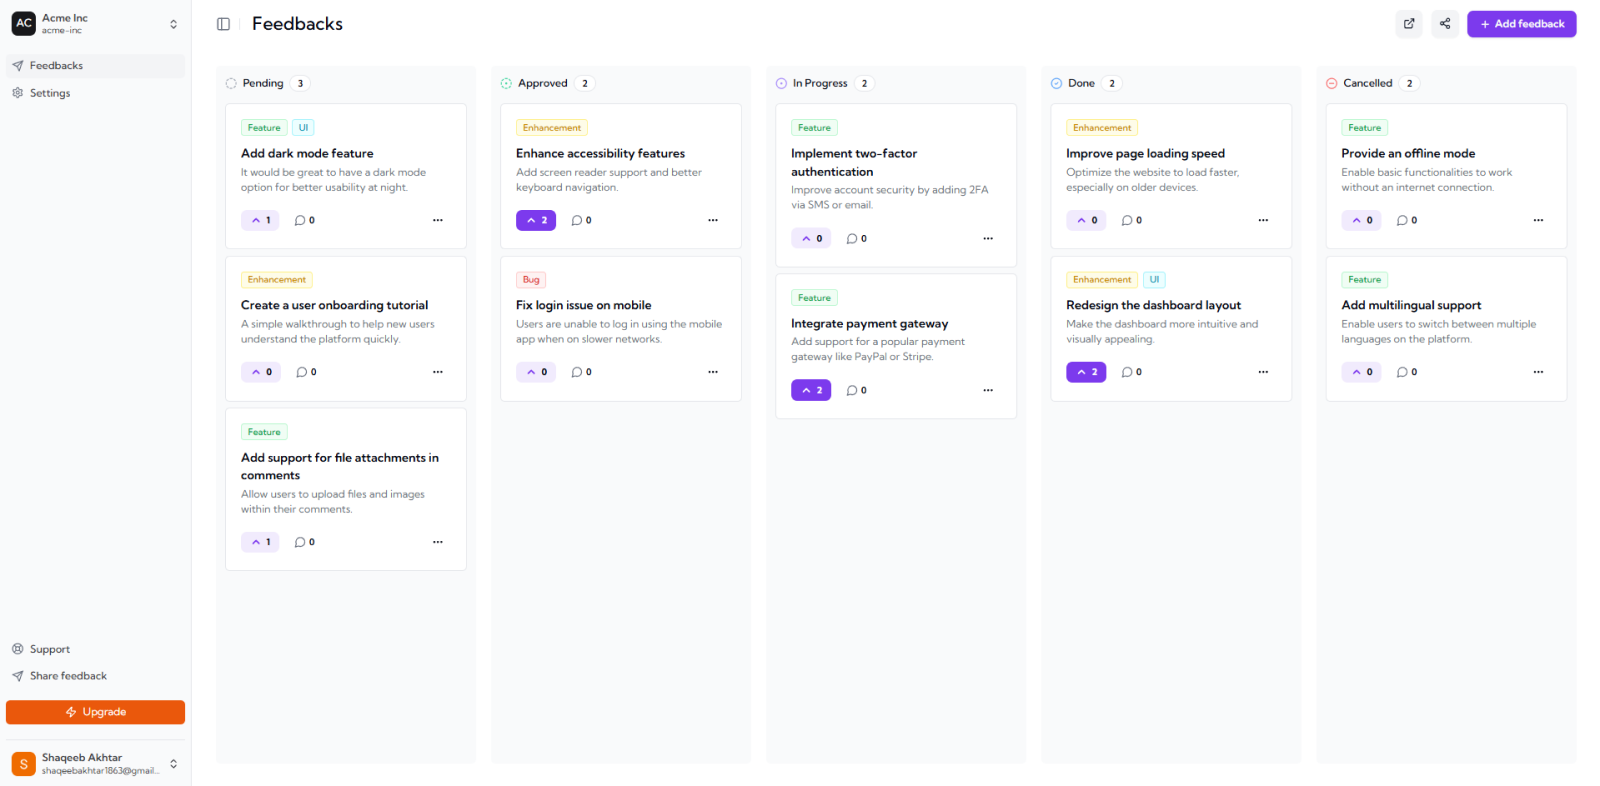 AC
Acme Inc
acme-inc
Feedbacks
Settings
Support
Share feedback
Upgrade
S
Shaqeeb Akhtar
shaqeebakhtar1863@gmail...
Feedbacks
+ Add feedback
Pending 3
Feature UI
Add dark mode feature
It would be great to have a dark mode
option for better usability at night.
1 0
Enhancement
Create a user onboarding tutorial
A simple walkthrough to help new users
understand the platform quickly.
0 0
Feature
Add support for file attachments in
comments
Allow users to upload files and images
within their comments.
1 0
Approved 2
Enhancement
Enhance accessibility features
Add screen reader support and better
keyboard navigation.
2 0
Bug
Fix login issue on mobile
Users are unable to log in using the mobile
app when on slower networks.
0 0
In Progress 2
Feature
Implement two-factor
authentication
Improve account security by adding 2FA
via SMS or email.
0 0
Feature
Integrate payment gateway
Add support for a popular payment
gateway like PayPal or Stripe.
2 0
Done 2
Enhancement
Improve page loading speed
Optimize the website to load faster,
especially on older devices.
0 0
Enhancement UI
Redesign the dashboard layout
Make the dashboard more intuitive and
visually appealing.
2 0
Cancelled 2
Feature
Provide an offline mode
Enable basic functionalities to work
without an internet connection.
0 0
Feature
Add multilingual support
Enable users to switch between multiple
languages on the platform.
0 0